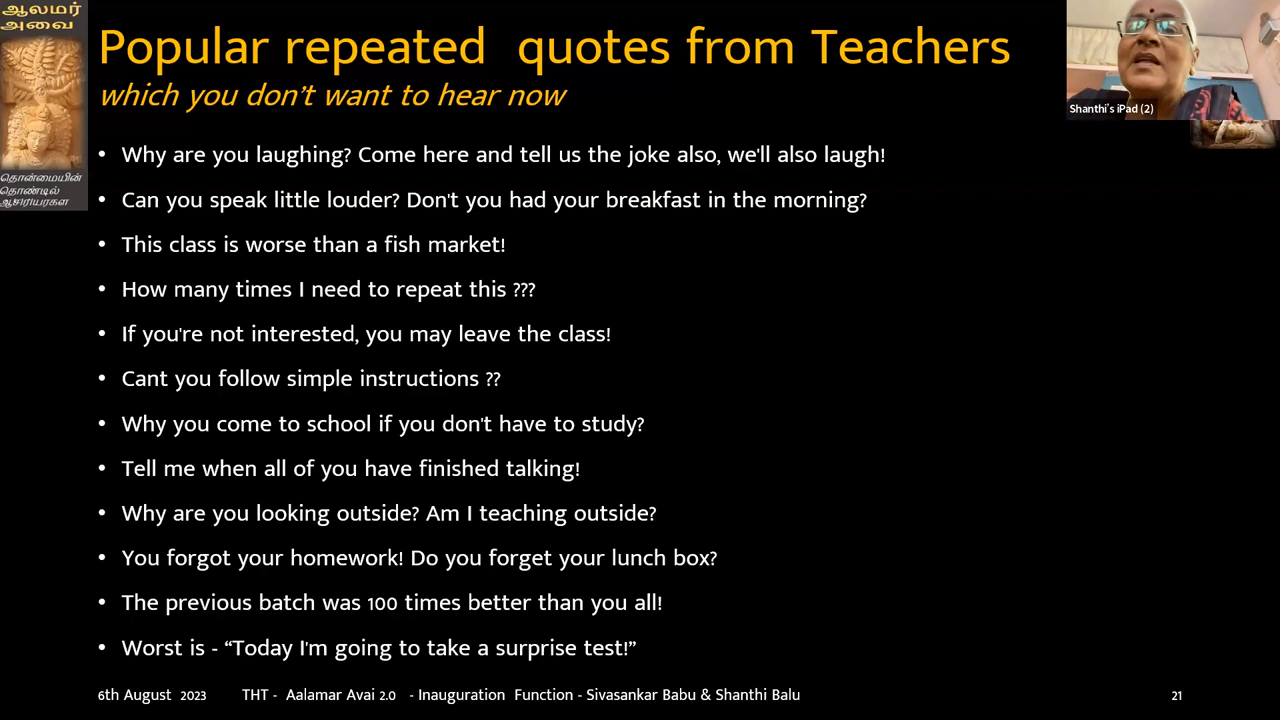 ஆலமர்
அவை
Popular repeated  quotes from Teachers
which you don't want to hear now
Shanthi's iPad (2)
• Why are you laughing? Come here and tell us the joke also, we'll also laugh!
• Can you speak little louder? Don't you had your breakfast in the morning?
• This class is worse than a fish market!
• How many times I need to repeat this ???
• If you're not interested, you may leave the class!
• Cant you follow simple instructions ??
• Why you come to school if you don't have to study?
• Tell me when all of you have finished talking!
• Why are you looking outside? Am I teaching outside?
• You forgot your homework! Do you forget your lunch box?
• The previous batch was 100 times better than you all!
• Worst is - “Today I'm going to take a surprise test!”
தொன்மையின்
தொண்டில்
6th August  2023
THT -  Aalamar Avai 2.0   - Inauguration  Function - Sivasankar Babu & Shanthi Balu
21